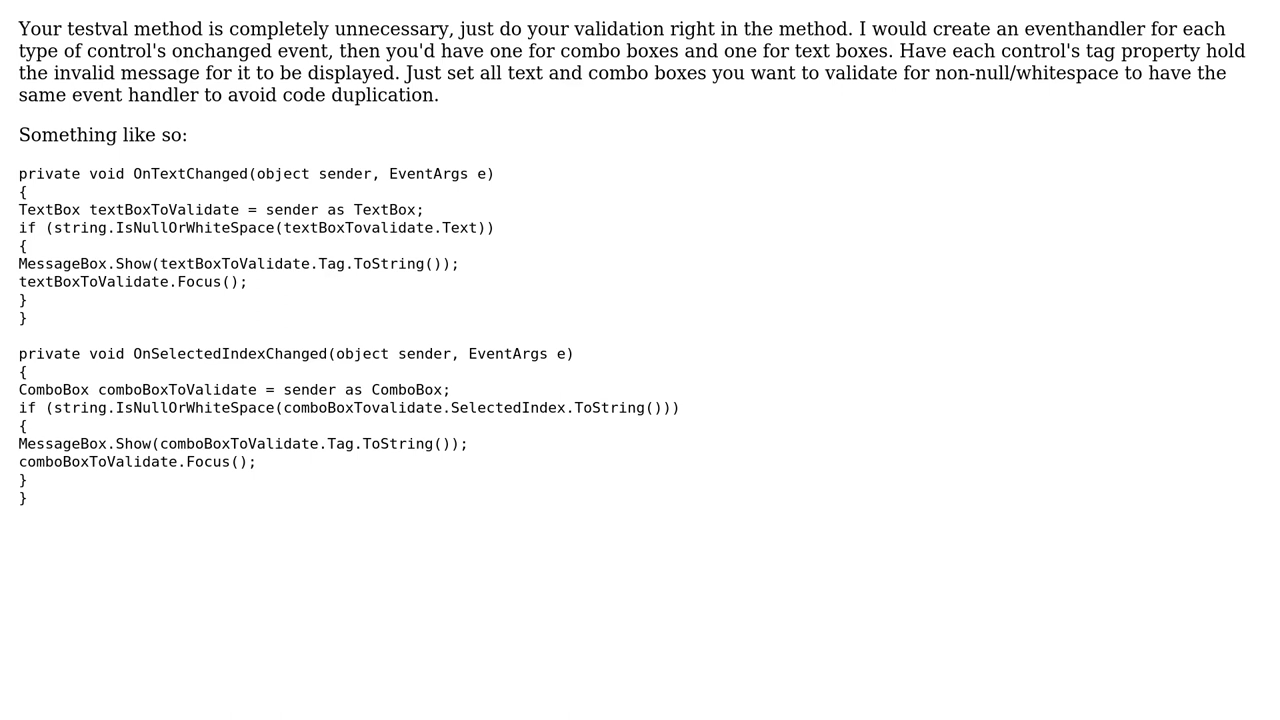 Your testval method is completely unnecessary, just do your validation right in the method. I would create an eventhandler for each
type of control's onchanged event, then you'd have one for combo boxes and one for text boxes. Have each control's tag property hold
the invalid message for it to be displayed. Just set all text and combo boxes you want to validate for non-null/whitespace to have the
same event handler to avoid code duplication.
Something like so:
private void OnTextChanged(object sender, EventArgs e)
{
TextBox textBoxToValidate = sender as TextBox;
if (string.IsNullOrWhiteSpace(textBoxTovalidate.Text))
{
MessageBox.Show(textBoxToValidate.Tag.ToString());
textBoxToValidate.Focus();
}
}
private void OnSelectedIndexChanged(object sender, EventArgs e)
{
ComboBox comboBoxToValidate = sender as ComboBox;
if (string.IsNullOrWhiteSpace(comboBoxTovalidate.SelectedIndex.ToString()))
{
MessageBox.Show(comboBoxToValidate.Tag.ToString());
comboBoxToValidate.Focus();
}
}